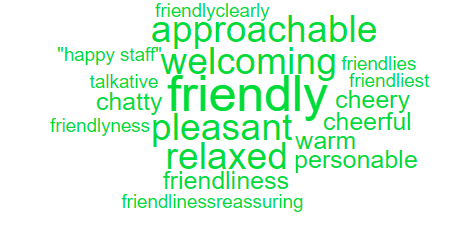 friendlyclearly
approachable
"happy staff" welcoming friendlies
talkative friendly friendliest
chatty cheery
friendlyness pleasant cheerful
relaxed warm
personable
friendliness
friendlinessreassuring